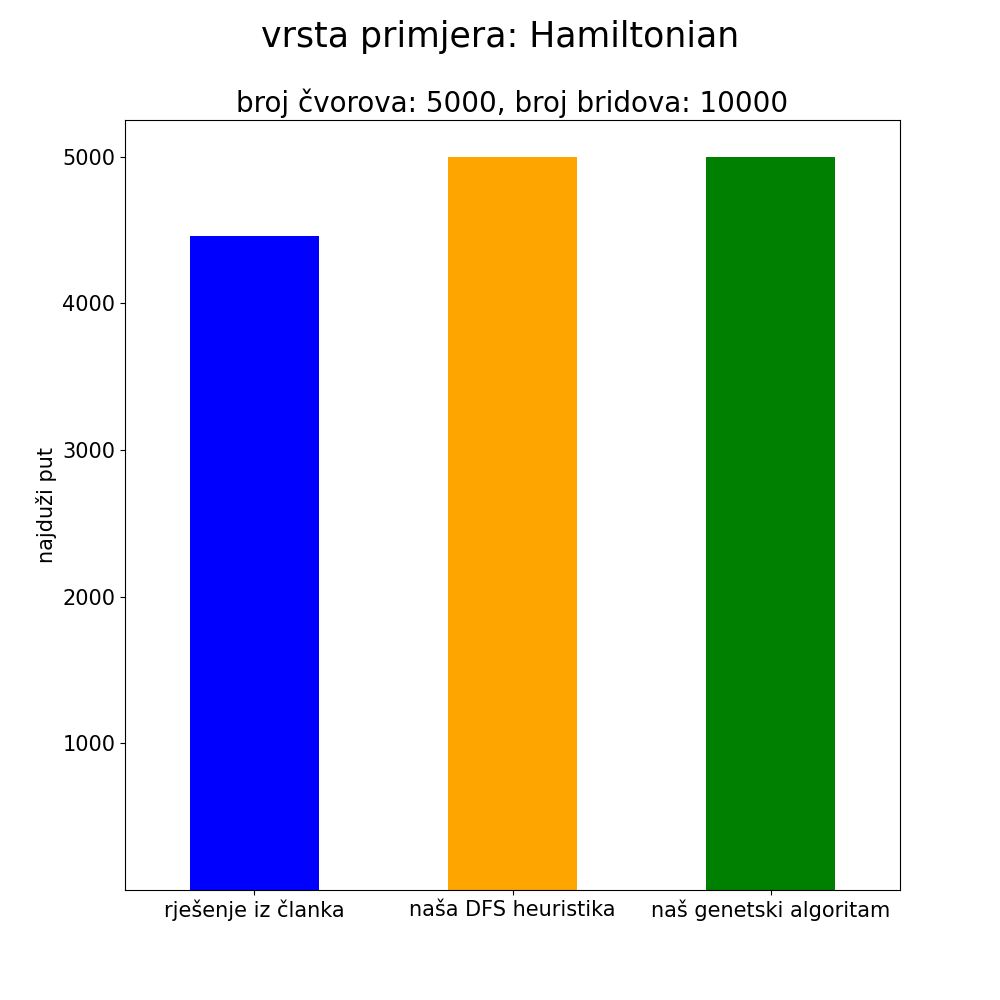 vrsta primjera: Hamiltonian
broj čvorova: 5000, broj bridova: 10000
5000
4000
3000
2000
1000
najduži put
rješenje iz članka
naša DFS heuristika
naš genetski algoritam